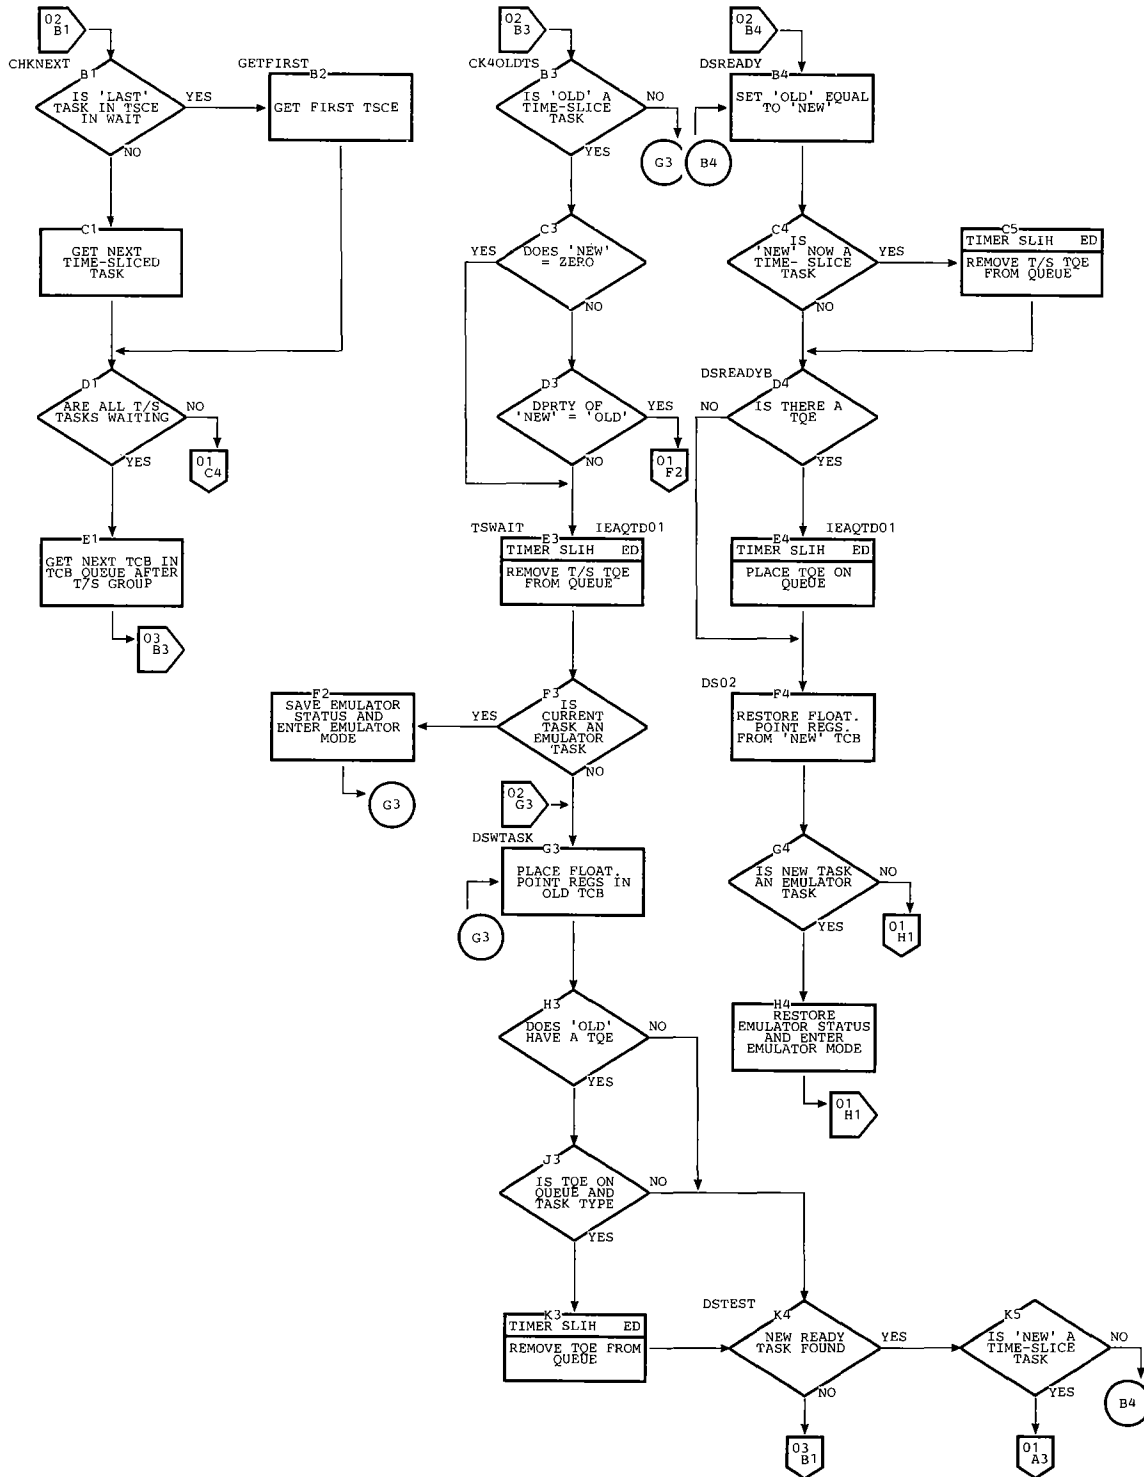 02
B1
CHKNEXT
B1
IS 'LAST'
TASK IN TSCE
IN WAIT
YES
NO
GETFIRST
B2
GET FIRST TSCE
C1
GET NEXT
TIME-SLICED
TASK
D1
ARE ALL T/S
TASKS WAITING
NO
YES
01
C4
E1
GET NEXT TCB IN
TCB QUEUE AFTER
T/S GROUP
03
B3
02
B3
CK4OLDTS
B3
IS 'OLD' A
TIME-SLICE
TASK
NO
YES
G3
C3
DOES 'NEW'
= ZERO
YES
NO
D3
DPRTY OF
'NEW' = 'OLD'
YES
NO
01
F2
TSWAIT
IEAQTD01
E3
TIMER SLIH ED
REMOVE T/S TQE
FROM QUEUE
F3
IS
CURRENT
TASK AN
EMULATOR
TASK
YES
NO
F2
SAVE EMULATOR
STATUS AND
ENTER EMULATOR
MODE
G3
02
G3
DSWTASK
G3
PLACE FLOAT.
POINT REGS IN
OLD TCB
G3
H3
DOES 'OLD'
HAVE A TQE
NO
YES
J3
IS TQE ON
QUEUE AND
TASK TYPE
NO
YES
K3
TIMER SLIH ED
REMOVE TQE FROM
QUEUE
02
B4
DSREADY
B4
SET 'OLD' EQUAL
TO 'NEW'
B4
C4
IS
'NEW' NOW A
TIME- SLICE
TASK
YES
NO
C5
TIMER SLIH ED
REMOVE T/S TQE
FROM QUEUE
DSREADYB
D4
IS THERE A
TQE
NO
YES
IEAQTD01
E4
TIMER SLIH ED
PLACE TQE ON
QUEUE
DS02
F4
RESTORE FLOAT.
POINT REGS.
FROM 'NEW' TCB
G4
IS NEW TASK
AN EMULATOR
TASK
NO
YES
01
H1
H4
RESTORE
EMULATOR STATUS
AND ENTER
EMULATOR MODE
01
H1
DSTEST
K4
NEW READY
TASK FOUND
YES
NO
03
B1
K5
IS 'NEW' A
TIME-SLICE
TASK
NO
YES
B4
01
A3